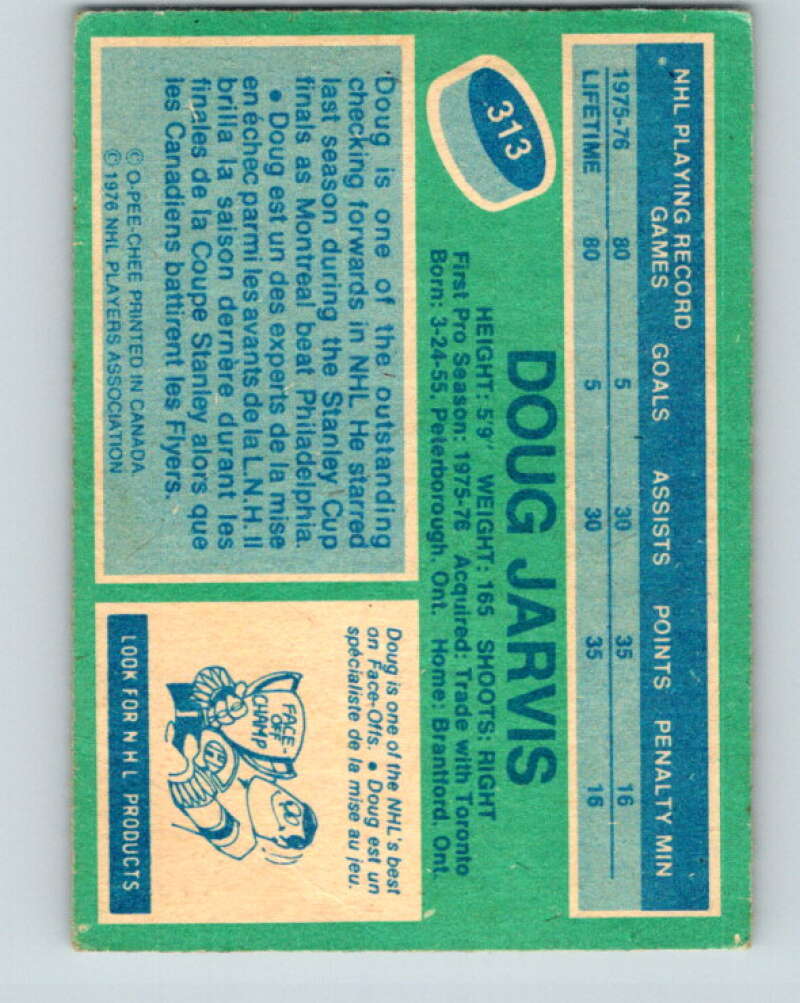 NHL PLAYING RECORD
GAMES GOALS ASSISTS POINTS PENALTY MIN
1975-76 80 5 30 35 16
LIFETIME 80 5 30 35 16
313
DOUG JARVIS
HEIGHT: 5'9" WEIGHT: 165 SHOOTS: RIGHT
First Pro Season: 1975-76 Acquired: Trade with Toronto
Born: 3-24-55, Peterborough, Ont. Home: Brantford, Ont.
Doug is one of the outstanding
checking forwards in NHL. He starred
last season during the Stanley Cup
finals as Montreal beat Philadelphia.
• Doug est un des experts de la mise
en échec parmi les avants de la L.N.H. Il
brilla la saison dernère durant les
finales de la Coupe Stanley alors que
les Canadiens battirent les Flyers.
© O-PEE-CHEE PRINTED IN CANADA
© 1976 NHL PLAYERS ASSOCIATION
Doug is one of the NHL's best
on Face-Offs. • Doug est un
spécialiste de la mise au jeu.
FACE-
OFF
CHAMP
CH
LOOK FOR NHL PRODUCTS